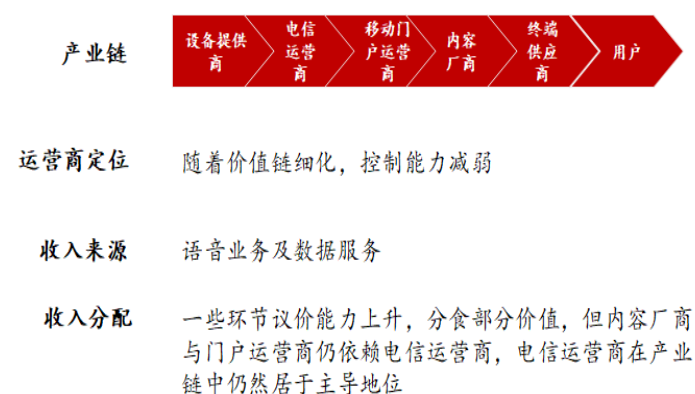 产业链
设备提供
商
电信
运营
商
移动门
户运营
商
内容
厂商
终端
供应
商
用户
运营商定位
随着价值链细化，控制能力减弱
收入来源
语音业务及数据服务
收入分配
一些环节议价能力上升，分食部分价值，但内容厂商
与门户运营商仍依赖电信运营商，电信运营商在产业
链中仍然居于主导地位